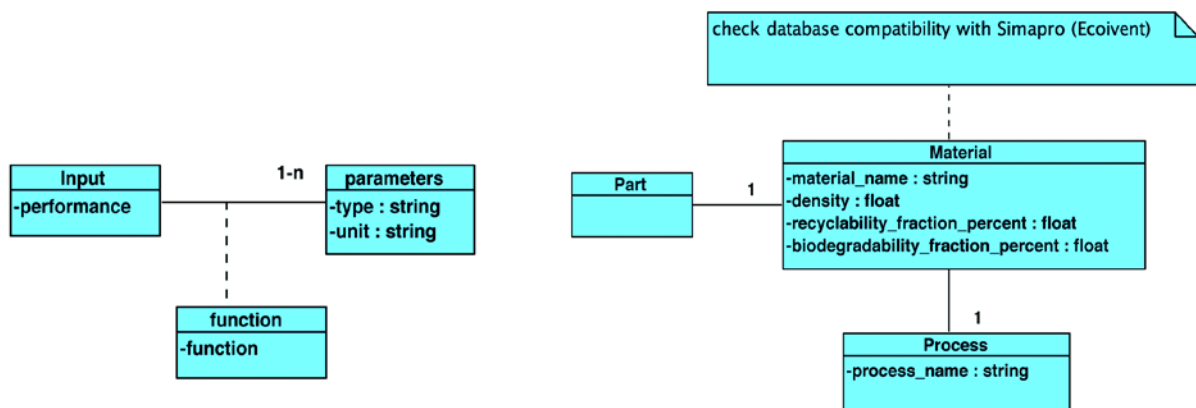 check database compatibility with Simapro (Ecoivent)
Input
-performance
1-n
parameters
-type : string
-unit : string
function
-function
Part
1
Material
-material_name : string
-density : float
-recyclability_fraction_percent : float
-biodegradability_fraction_percent : float
1
Process
-process_name : string